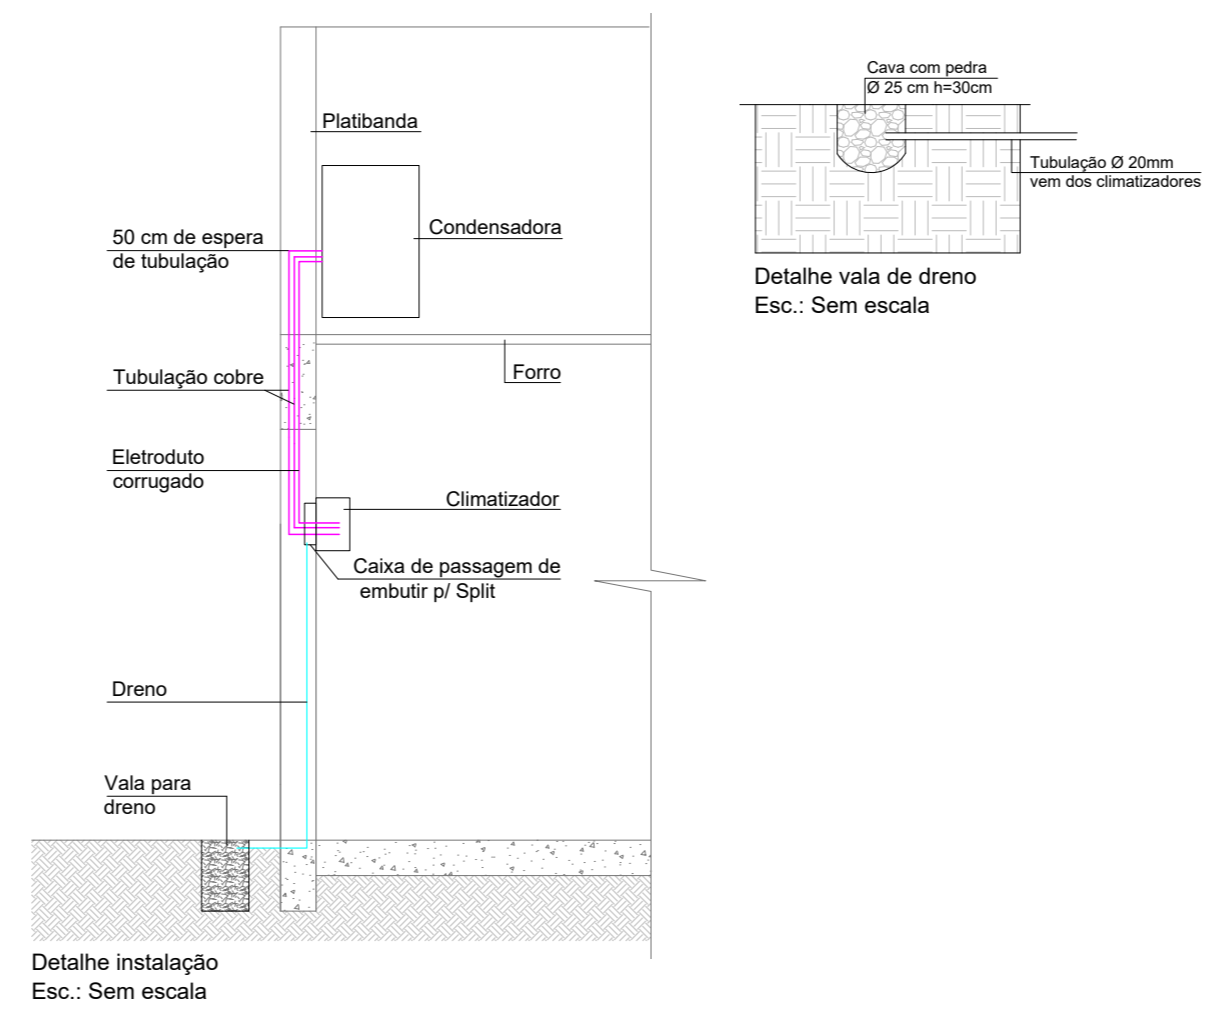 Platibanda
Condensadora
50 cm de espera
de tubulação
Forro
Tubulação cobre
Eletroduto
corrugado
Climatizador
Caixa de passagem de
embutir p/ Split
Dreno
Vala para
dreno
Detalhe instalação
Esc.: Sem escala
Cava com pedra
Ø 25 cm h=30cm
Tubulação Ø 20mm
vem dos climatizadores
Detalhe vala de dreno
Esc.: Sem escala